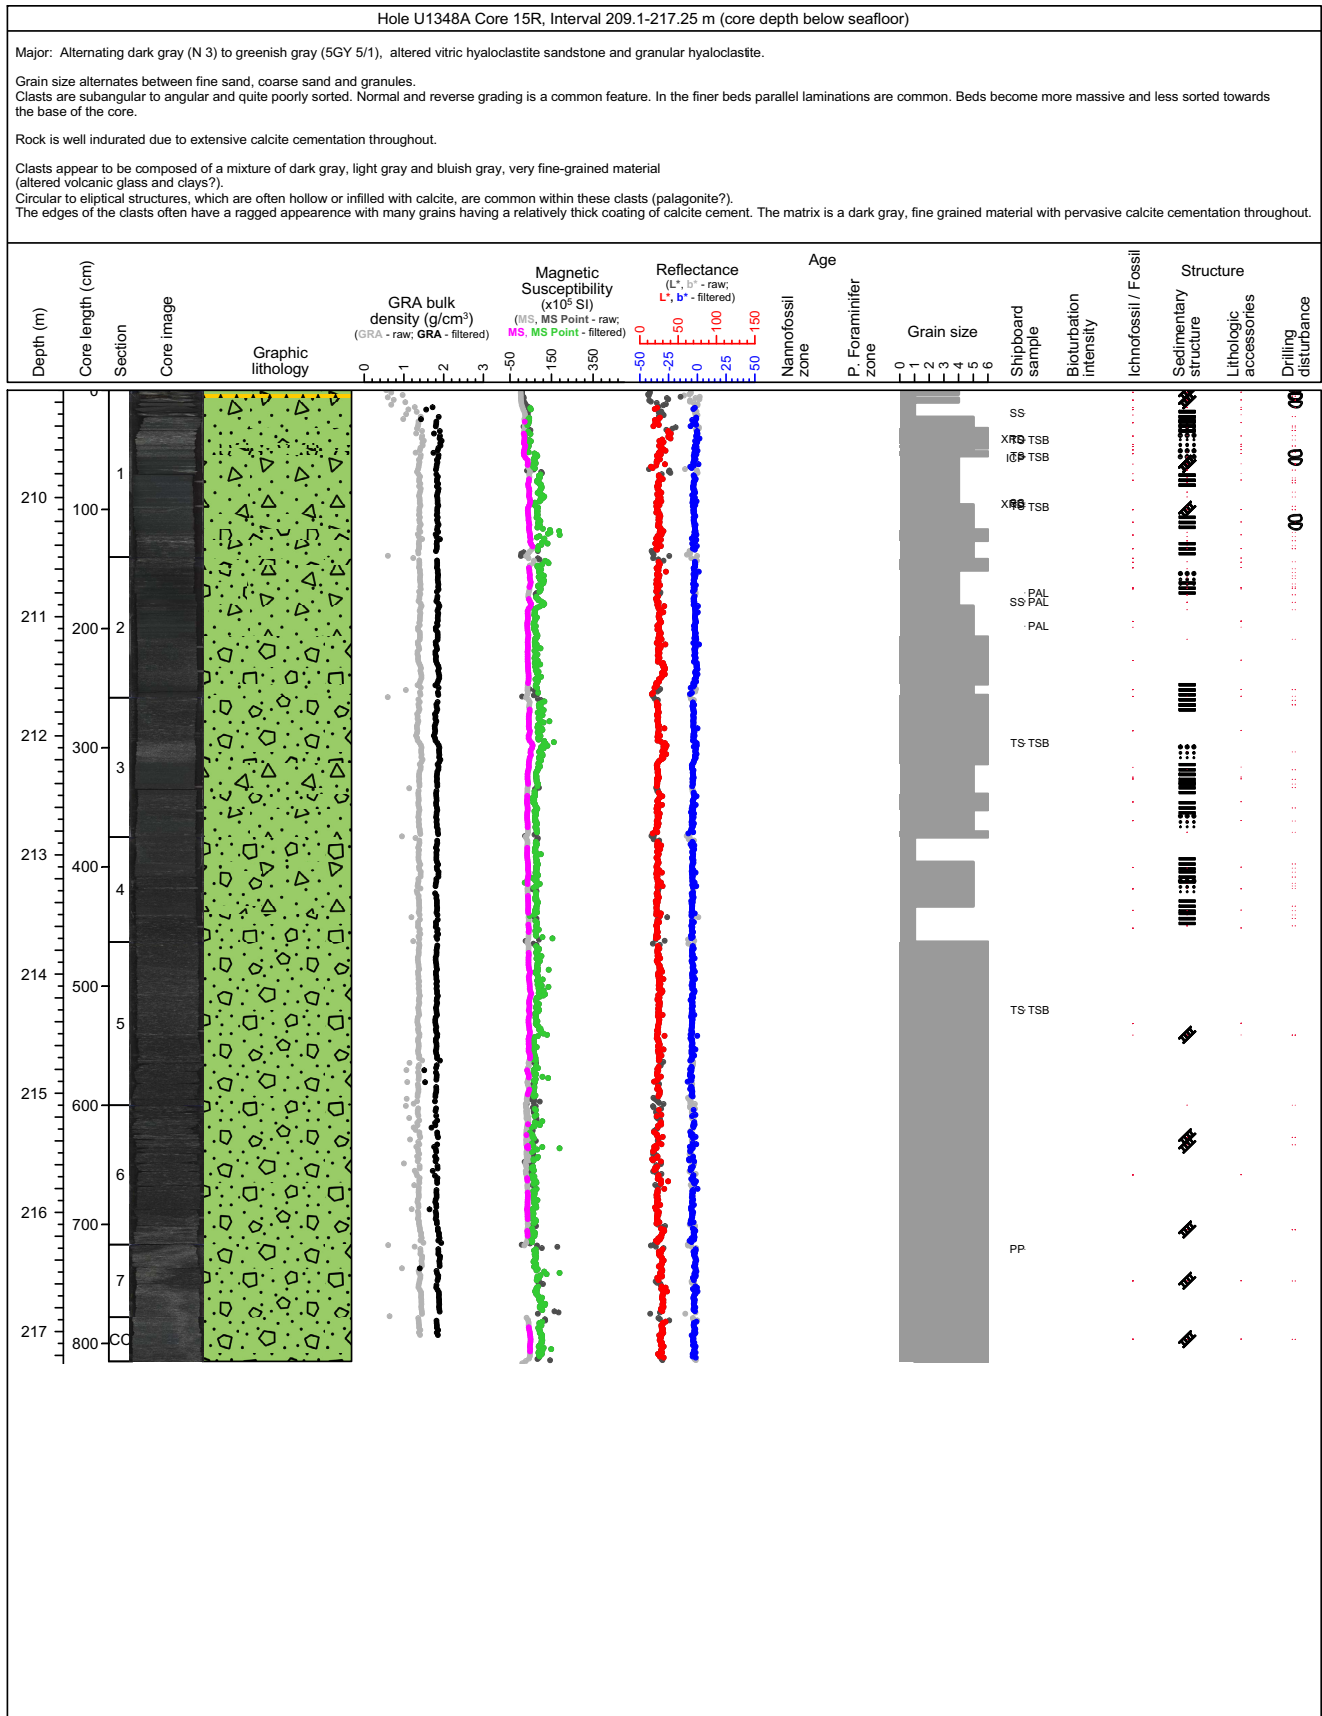 Hole U1348A Core 15R, Interval 209.1-217.25 m (core depth below seafloor)
Major: Alternating dark gray (N 3) to greenish gray (5GY 5/1), altered vitric hyaloclastite sandstone and granular hyaloclastite.
Grain size alternates between fine sand, coarse sand and granules.
Clasts are subangular to angular and quite poorly sorted. Normal and reverse grading is a common feature. In the finer beds parallel laminations are common. Beds become more massive and less sorted towards
the base of the core.
Rock is well indurated due to extensive calcite cementation throughout.
Clasts appear to be composed of a mixture of dark gray, light gray and bluish gray, very fine-grained material
(altered volcanic glass and clays?).
Circular to eliptical structures, which are often hollow or infilled with calcite, are common within these clasts (palagonite?).
The edges of the clasts often have a ragged appearence with many grains having a relatively thick coating of calcite cement. The matrix is a dark gray, fine grained material with pervasive calcite cementation throughout.
Depth (m)
Core length (cm)
Section
Core image
Graphic
lithology
GRA bulk
density (g/cm³)
(GRA - raw; GRA - filtered)
0 1 2 3
Magnetic
Susceptibility
(x10⁵ SI)
(MS, MS Point - raw;
MS, MS Point - filtered)
-50 150 350
Reflectance
(L*, b* - raw;
L*, b* - filtered)
0 50 100 150
-50 -25 0 25 50
Age
Nannofossil
zone
P. Foraminifer
zone
Grain size
0 1 2 3 4 5 6
Shipboard
sample
Bioturbation
intensity
Ichnofossil / Fossil
Structure
Sedimentary
structure
Lithologic
accessories
Drilling
disturbance
0
SS
TSB
TSB
1
210
100
TSB
PAL
SS PAL
211
200
2
PAL
212
300
TS TSB
3
213
400
4
214
500
TS TSB
5
215
600
6
216
700
PP
7
217
800
CC